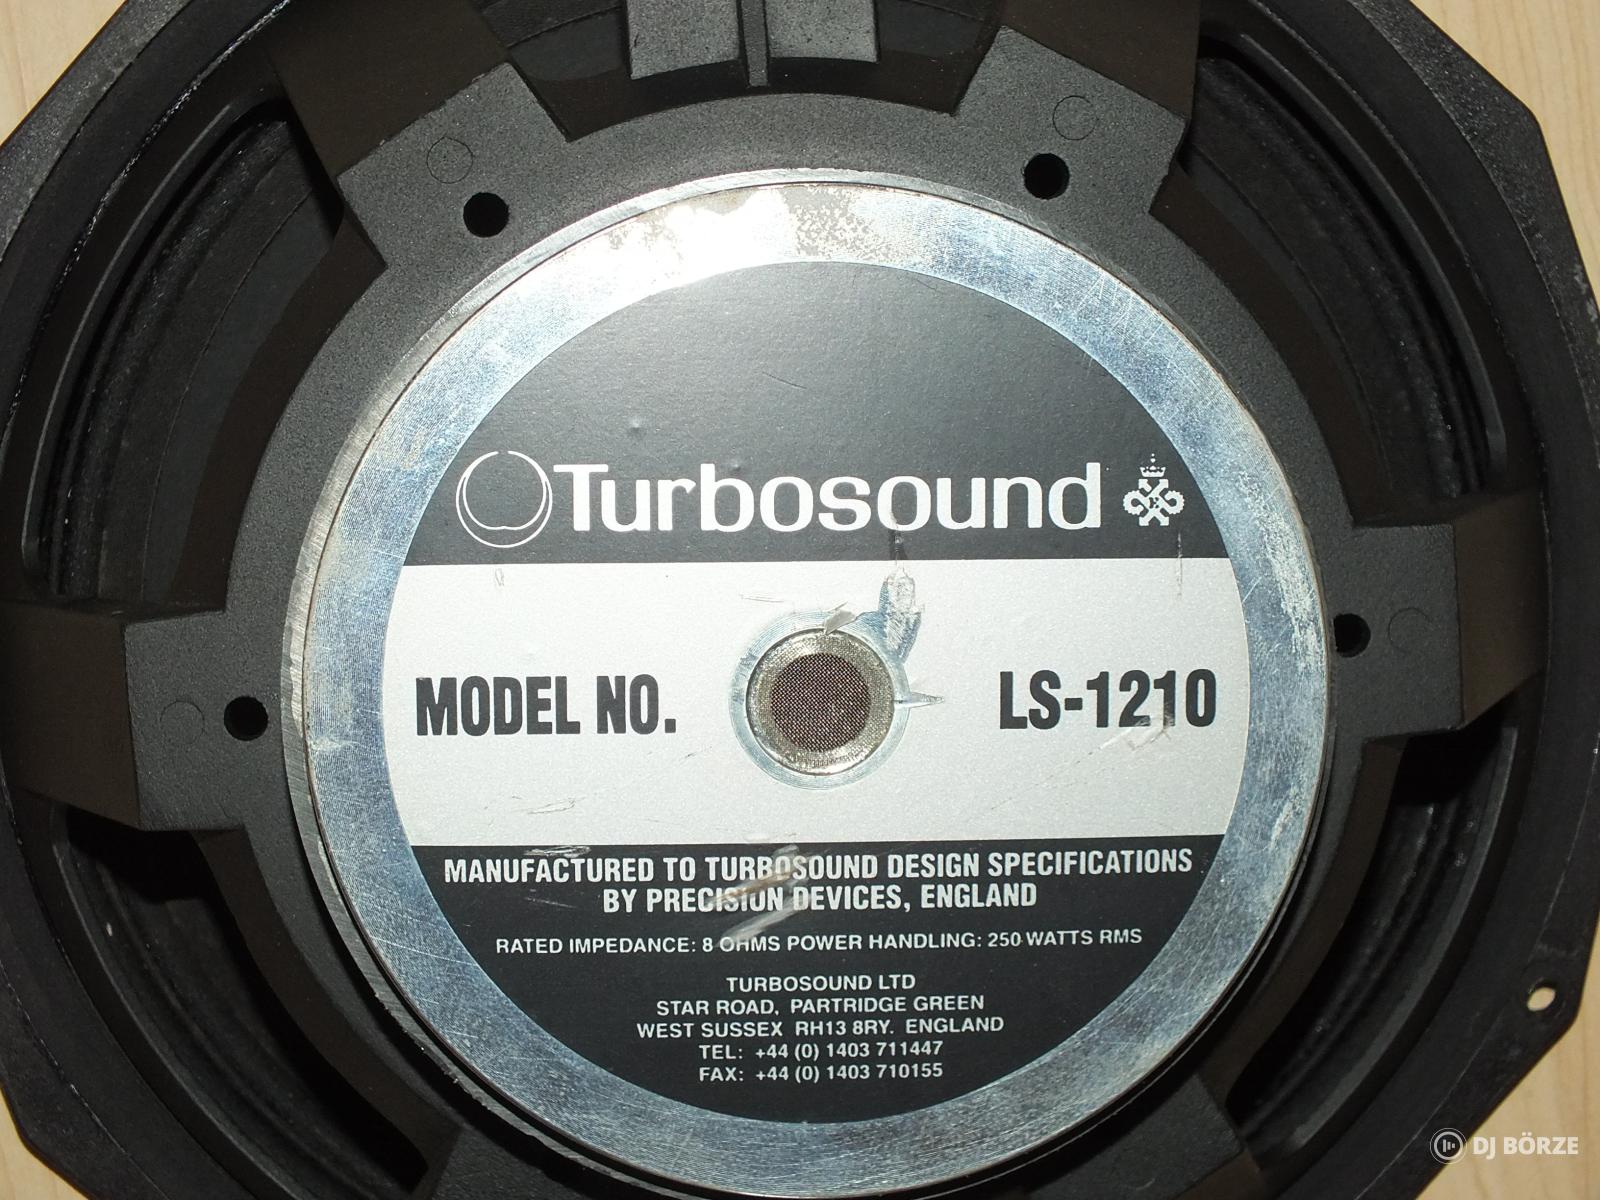 Turbosound
MODEL NO. LS-1210
MANUFACTURED TO TURBOSOUND DESIGN SPECIFICATIONS
BY PRECISION DEVICES, ENGLAND
RATED IMPEDANCE: 8 OHMS POWER HANDLING: 250 WATTS RMS
TURBOSOUND LTD
STAR ROAD, PARTRIDGE GREEN
WEST SUSSEX RH13 8RY. ENGLAND
TEL: +44 (0) 1403 711447
FAX: +44 (0) 1403 710155
DJ BÖRZE